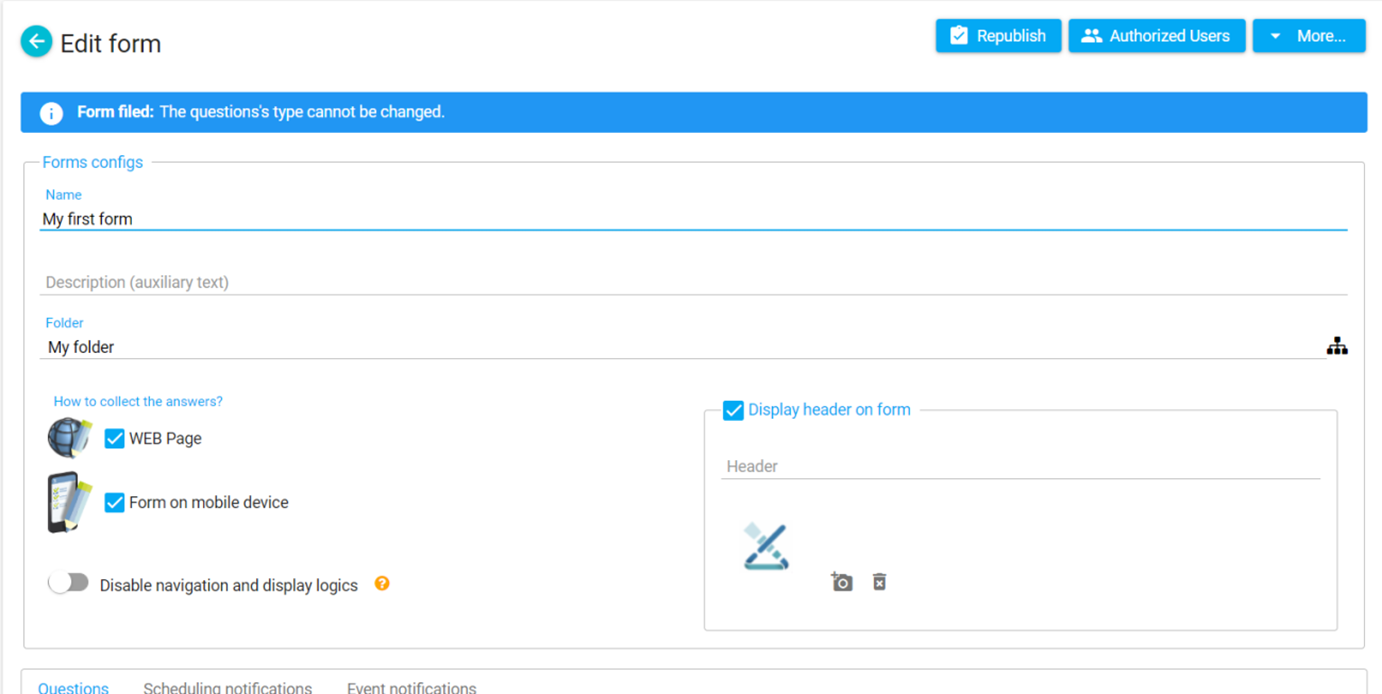 Edit form
Republish
Authorized Users
More...
Form filed: The questions's type cannot be changed.
Forms configs
Name
My first form
Description (auxiliary text)
Folder
My folder
How to collect the answers?
WEB Page
Form on mobile device
Disable navigation and display logics
Display header on form
Header
Questions
Scheduling notifications
Event notifications